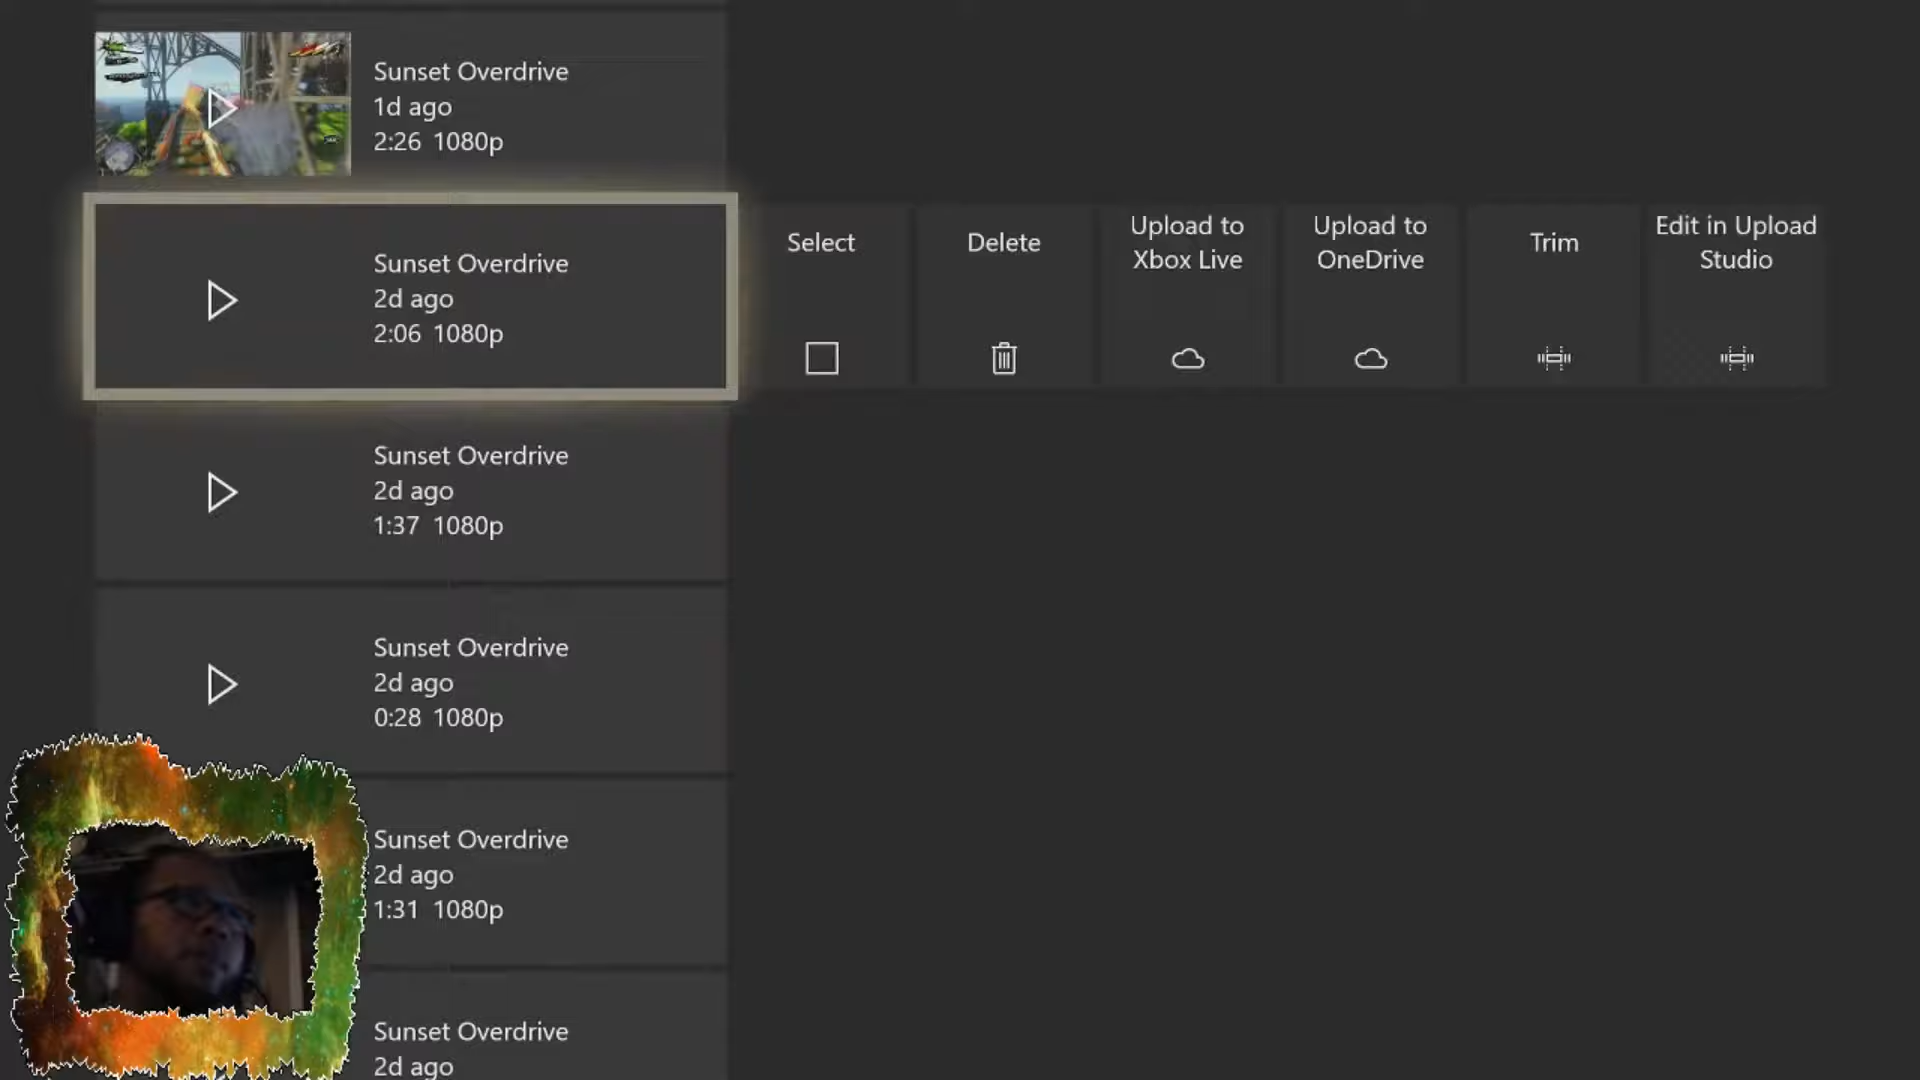 Sunset Overdrive
1d ago
2:26 1080p
Sunset Overdrive
2d ago
2:06 1080p
Select
Delete
Upload to
Xbox Live
Upload to
OneDrive
Trim
Edit in Upload
Studio
Sunset Overdrive
2d ago
1:37 1080p
Sunset Overdrive
2d ago
0:28 1080p
Sunset Overdrive
2d ago
1:31 1080p
Sunset Overdrive
2d ago